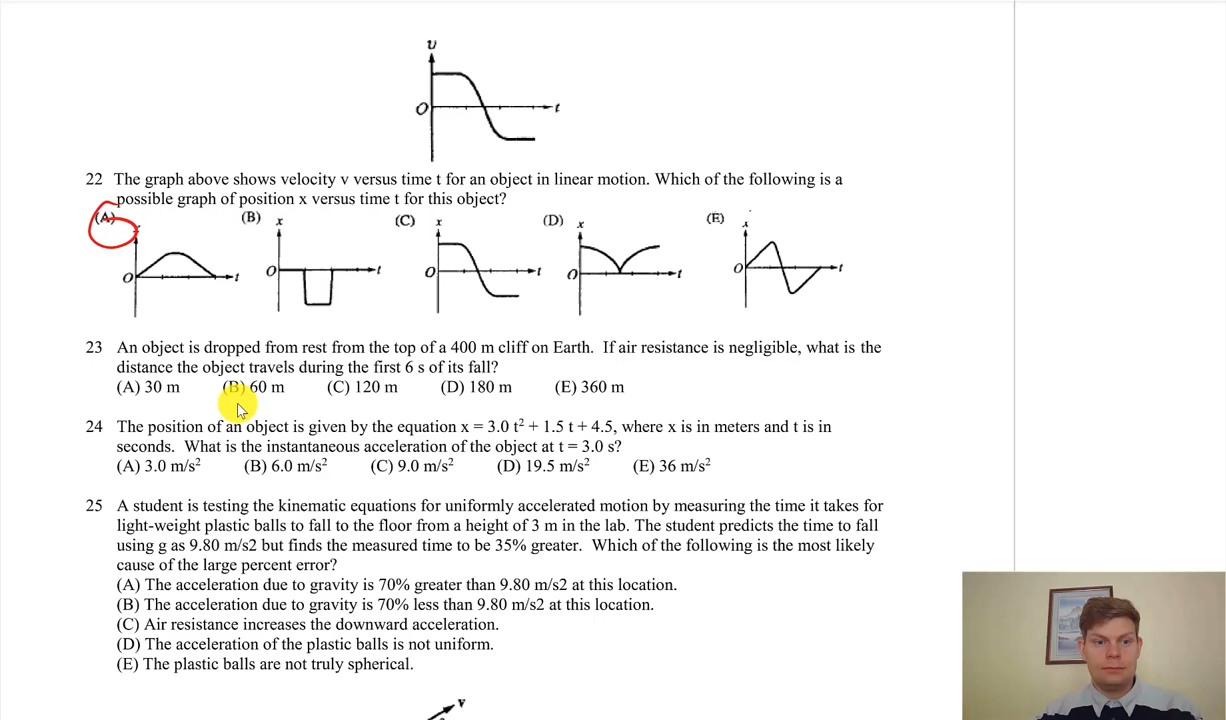 υ
O
t
22 The graph above shows velocity v versus time t for an object in linear motion. Which of the following is a
possible graph of position x versus time t for this object?
(A) (B) x (C) x (D) x (E) x
O t O t O t O t O t
23 An object is dropped from rest from the top of a 400 m cliff on Earth. If air resistance is negligible, what is the
distance the object travels during the first 6 s of its fall?
(A) 30 m (B) 60 m (C) 120 m (D) 180 m (E) 360 m
24 The position of an object is given by the equation x = 3.0 t² + 1.5 t + 4.5, where x is in meters and t is in
seconds. What is the instantaneous acceleration of the object at t = 3.0 s?
(A) 3.0 m/s² (B) 6.0 m/s² (C) 9.0 m/s² (D) 19.5 m/s² (E) 36 m/s²
25 A student is testing the kinematic equations for uniformly accelerated motion by measuring the time it takes for
light-weight plastic balls to fall to the floor from a height of 3 m in the lab. The student predicts the time to fall
using g as 9.80 m/s2 but finds the measured time to be 35% greater. Which of the following is the most likely
cause of the large percent error?
(A) The acceleration due to gravity is 70% greater than 9.80 m/s2 at this location.
(B) The acceleration due to gravity is 70% less than 9.80 m/s2 at this location.
(C) Air resistance increases the downward acceleration.
(D) The acceleration of the plastic balls is not uniform.
(E) The plastic balls are not truly spherical.
v